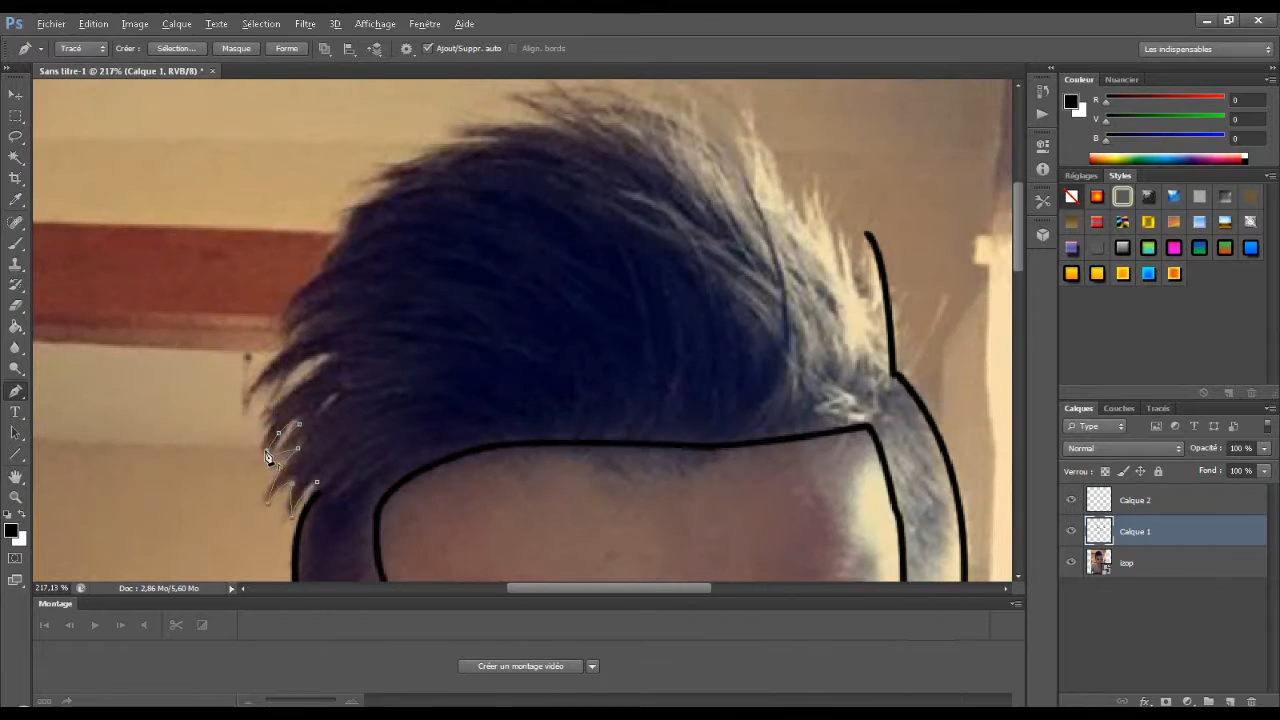 Ps Fichier Edition Image Calque Texte Sélection Filtre 3D Affichage Fenêtre Aide
Tracé Créer : Sélection... Masque Forme Ajout/Suppr. auto Align. bords Les indispensables
Sans titre-1 @ 217% (Calque 1, RVB/8) *
Couleur Nuancier
R 0
V 0
B 0
Réglages Styles
Calques Couches Tracés
Type
Normal Opacité : 100 %
Verrou : Fond : 100 %
Calque 2
Calque 1
izop
217,13 % Doc : 2,86 Mo/5,60 Mo
Montage
Créer un montage vidéo